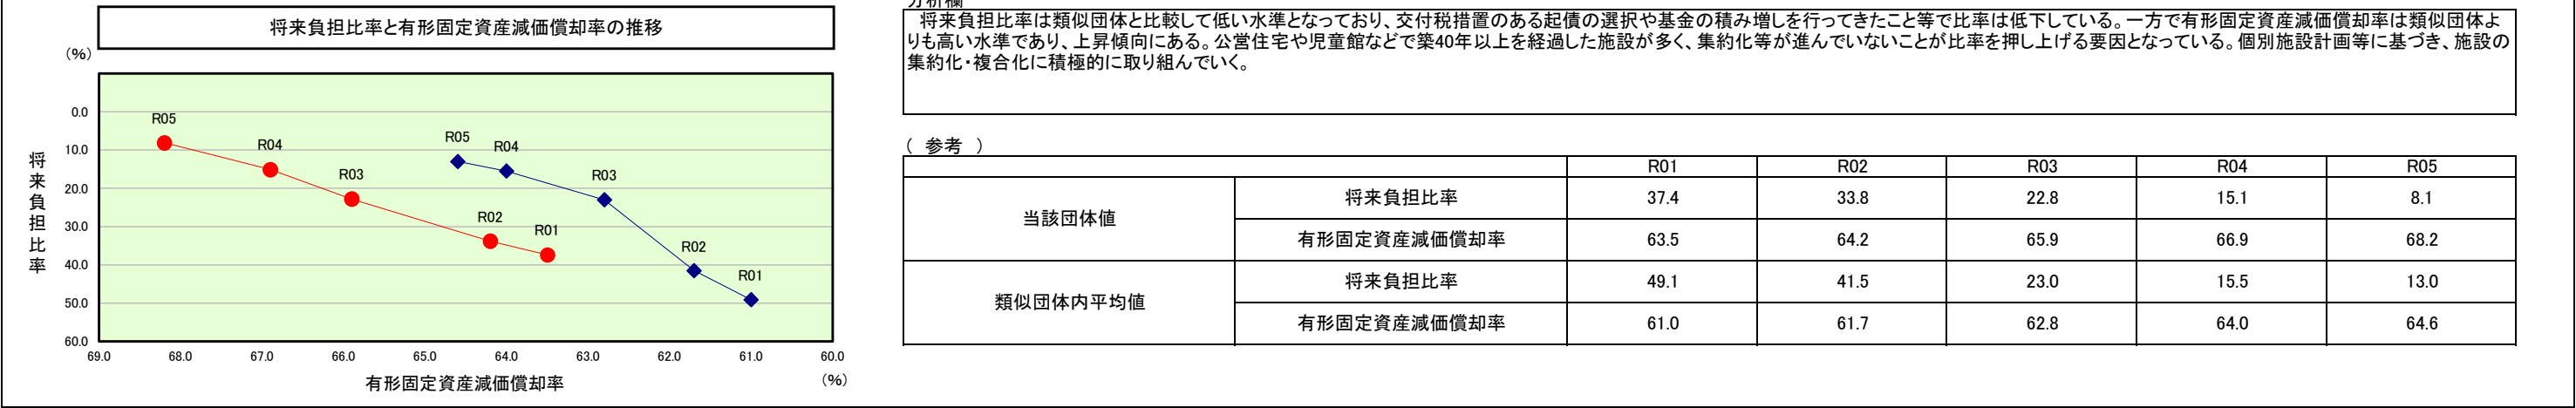 将来負担比率と有形固定資産減価償却率の推移
(%)
0.0
10.0
20.0
30.0
40.0
50.0
60.0
将来負担比率
R05
R04
R03
R02
R01
R05
R04
R03
R02
R01
69.0 68.0 67.0 66.0 65.0 64.0 63.0 62.0 61.0 60.0
有形固定資産減価償却率
(%)
分析欄
将来負担比率は類似団体と比較して低い水準となっており、交付税措置のある起債の選択や基金の積み増しを行ってきたこと等で比率は低下している。一方で有形固定資産減価償却率は類似団体よ
りも高い水準であり、上昇傾向にある。公営住宅や児童館などで築40年以上を経過した施設が多く、集約化等が進んでいないことが比率を押し上げる要因となっている。個別施設計画等に基づき、施設の
集約化・複合化に積極的に取り組んでいく。
( 参考 )
R01 R02 R03 R04 R05
当該団体値
将来負担比率 37.4 33.8 22.8 15.1 8.1
有形固定資産減価償却率 63.5 64.2 65.9 66.9 68.2
類似団体内平均値
将来負担比率 49.1 41.5 23.0 15.5 13.0
有形固定資産減価償却率 61.0 61.7 62.8 64.0 64.6